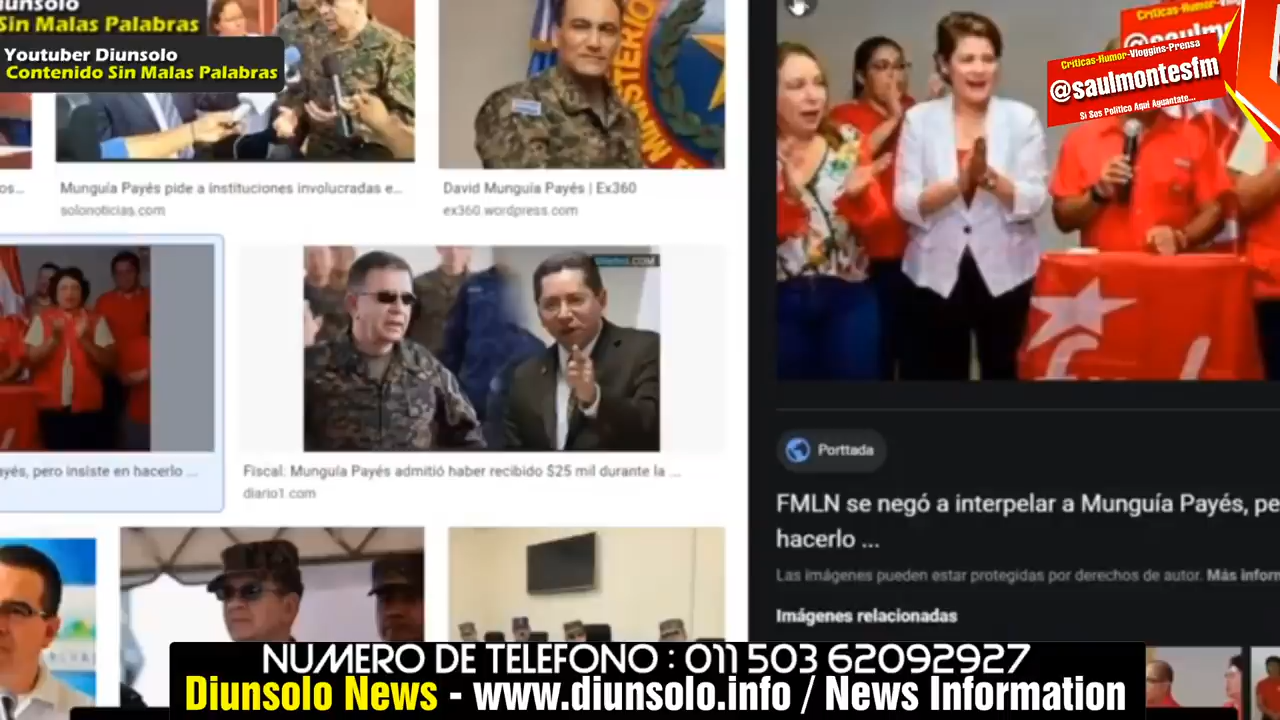 Diunsolo
Sin Malas Palabras
Youtuber Diunsolo
Contenido Sin Malas Palabras
Críticas-Humor-Vloggins-Prensa
@saulmontesfm
Si Sos Político Aqui Aguantate...
MINISTERIO
Munguía Payés pide a instituciones involucradas e...
solonoticias.com
David Munguía Payés | Ex360
ex360.wordpress.com
Payés, pero insiste en hacerlo ...
Fiscal: Munguía Payés admitió haber recibido $25 mil durante la ...
diario1.com
Porttada
FMLN se negó a interpelar a Munguía Payés, pe
hacerlo ...
Las imágenes pueden estar protegidas por derechos de autor. Más inform
Imágenes relacionadas
NUMERO DE TELEFONO : 011 503 62092927
Diunsolo News - www.diunsolo.info / News Information